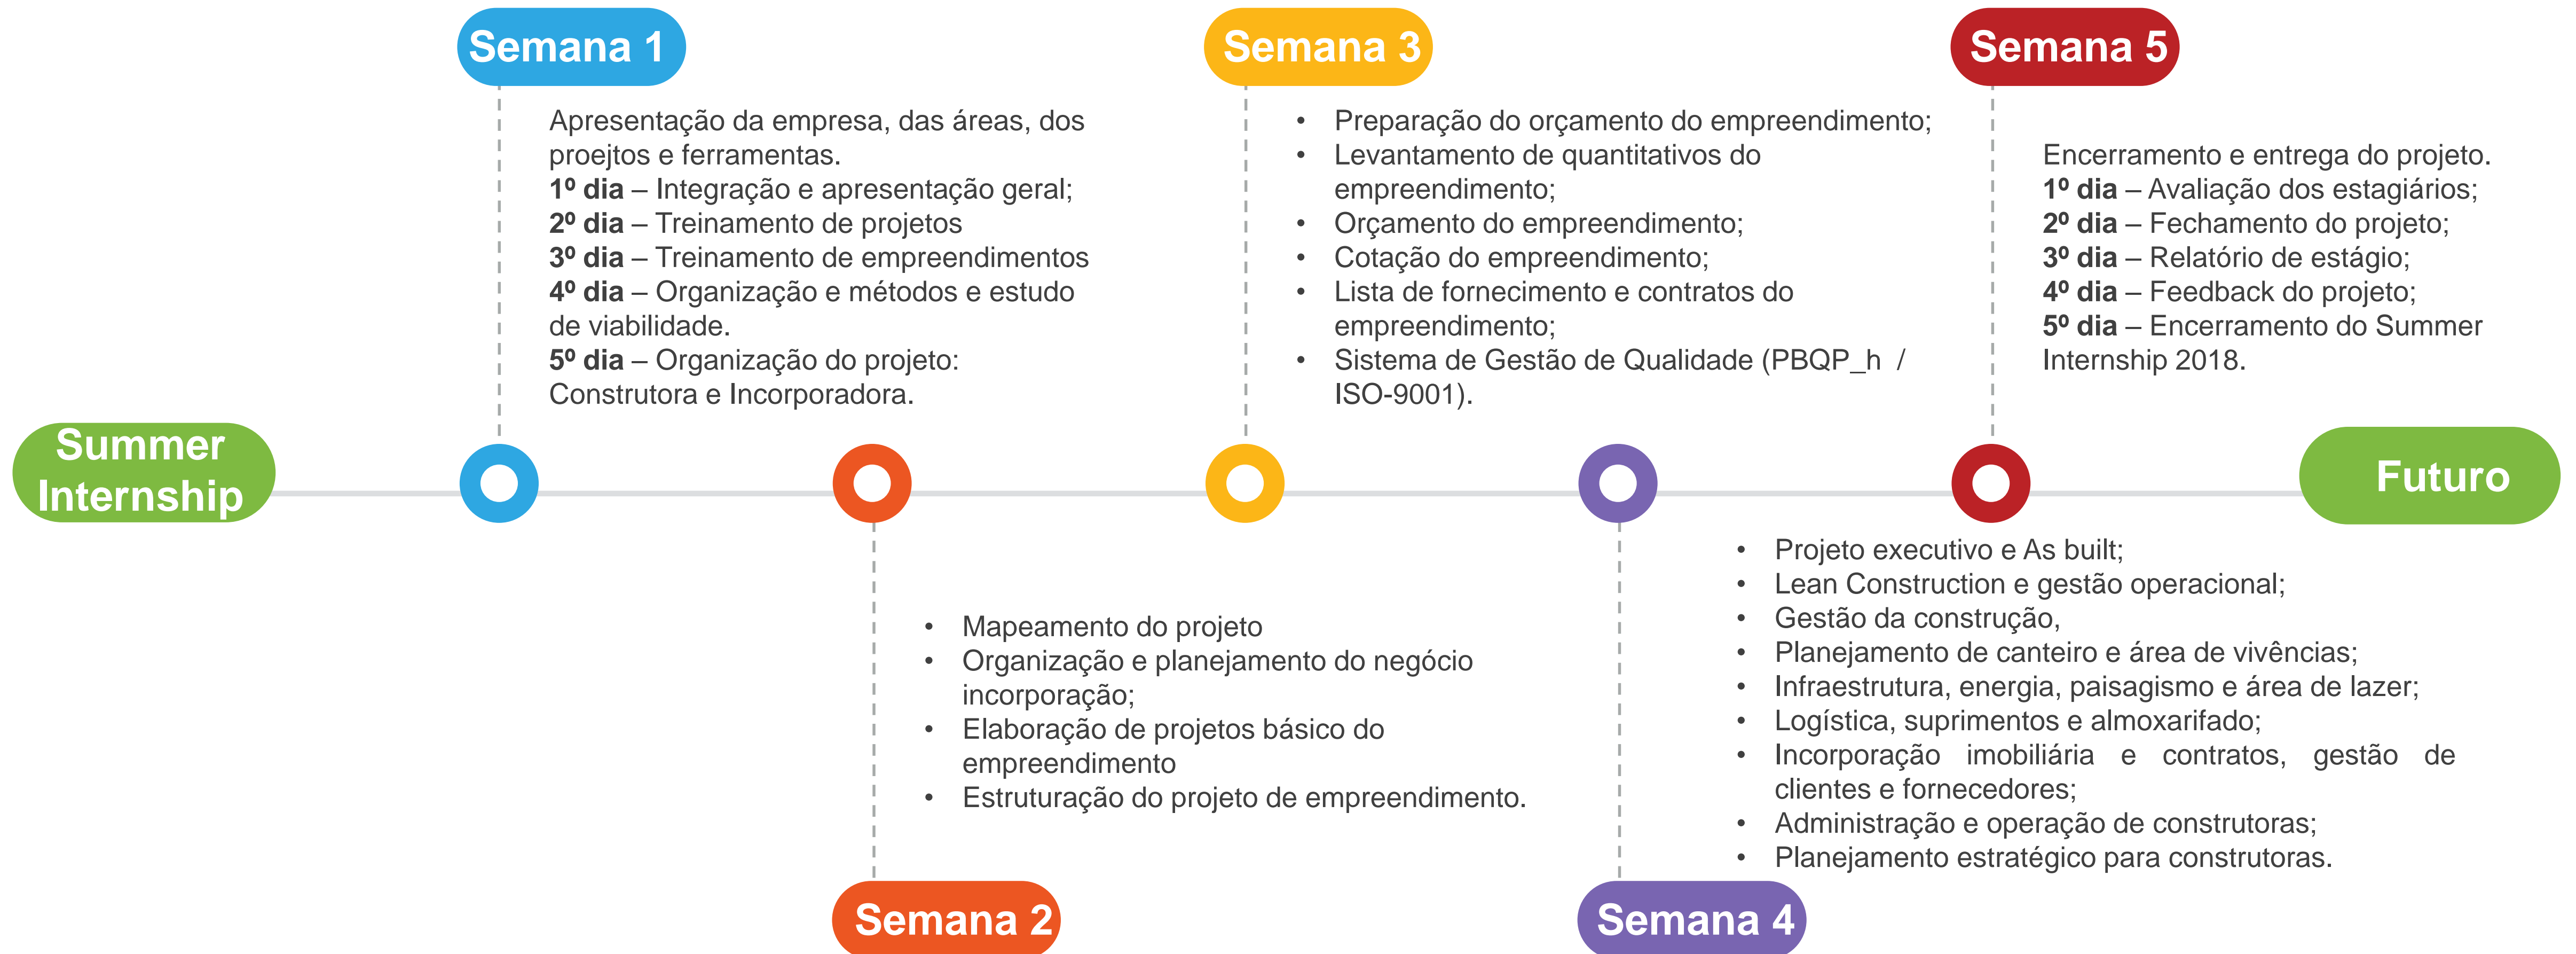 Summer
Internship
Semana 1
Apresentação da empresa, das áreas, dos
proejtos e ferramentas.
1º dia – Integração e apresentação geral;
2º dia – Treinamento de projetos
3º dia – Treinamento de empreendimentos
4º dia – Organização e métodos e estudo
de viabilidade.
5º dia – Organização do projeto:
Construtora e Incorporadora.
• Mapeamento do projeto
• Organização e planejamento do negócio
incorporação;
• Elaboração de projetos básico do
empreendimento
• Estruturação do projeto de empreendimento.
Semana 2
Semana 3
• Preparação do orçamento do empreendimento;
• Levantamento de quantitativos do
empreendimento;
• Orçamento do empreendimento;
• Cotação do empreendimento;
• Lista de fornecimento e contratos do
empreendimento;
• Sistema de Gestão de Qualidade (PBQP_h /
ISO-9001).
• Projeto executivo e As built;
• Lean Construction e gestão operacional;
• Gestão da construção,
• Planejamento de canteiro e área de vivências;
• Infraestrutura, energia, paisagismo e área de lazer;
• Logística, suprimentos e almoxarifado;
• Incorporação imobiliária e contratos, gestão de
clientes e fornecedores;
• Administração e operação de construtoras;
• Planejamento estratégico para construtoras.
Semana 4
Semana 5
Encerramento e entrega do projeto.
1º dia – Avaliação dos estagiários;
2º dia – Fechamento do projeto;
3º dia – Relatório de estágio;
4º dia – Feedback do projeto;
5º dia – Encerramento do Summer
Internship 2018.
Futuro